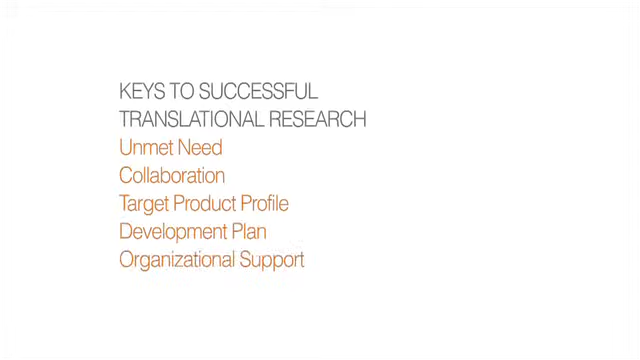 KEYS TO SUCCESSFUL
TRANSLATIONAL RESEARCH
Unmet Need
Collaboration
Target Product Profile
Development Plan
Organizational Support